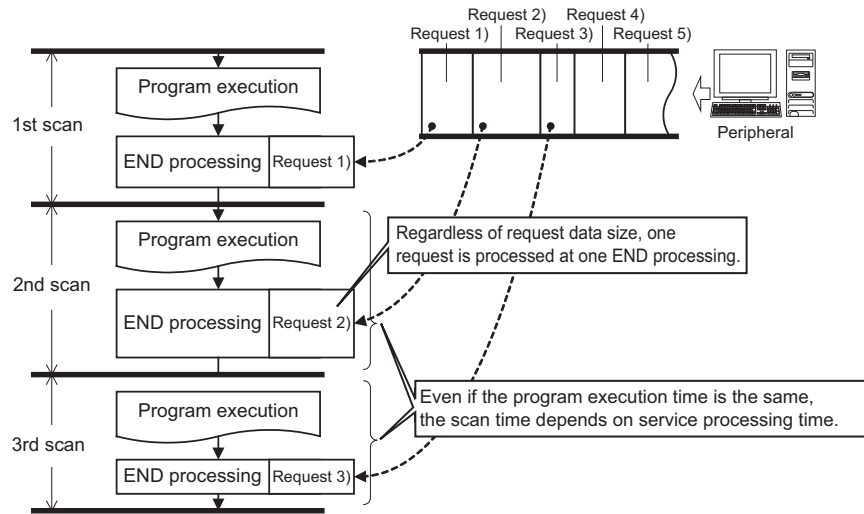 Request 2) Request 4)
Request 1) Request 3) Request 5)
Peripheral
1st scan
Program execution
END processing Request 1)
2nd scan
Program execution
END processing Request 2)
Regardless of request data size, one
request is processed at one END processing.
3rd scan
Program execution
END processing Request 3)
Even if the program execution time is the same,
the scan time depends on service processing time.